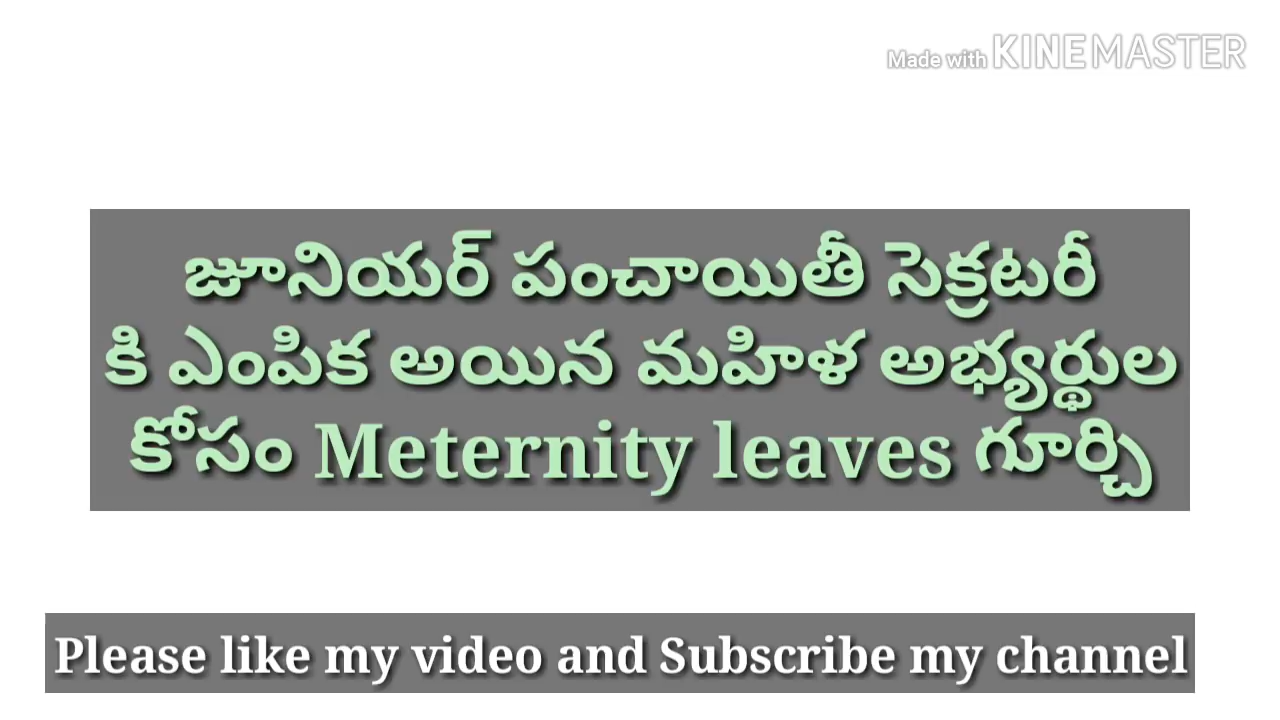 Made with KINEMASTER
జూనియర్ పంచాయితీ సెక్రటరీ
కి ఎంపిక అయిన మహిళ అభ్యర్థుల
కోసం Meternity leaves గూర్చి
Please like my video and Subscribe my channel